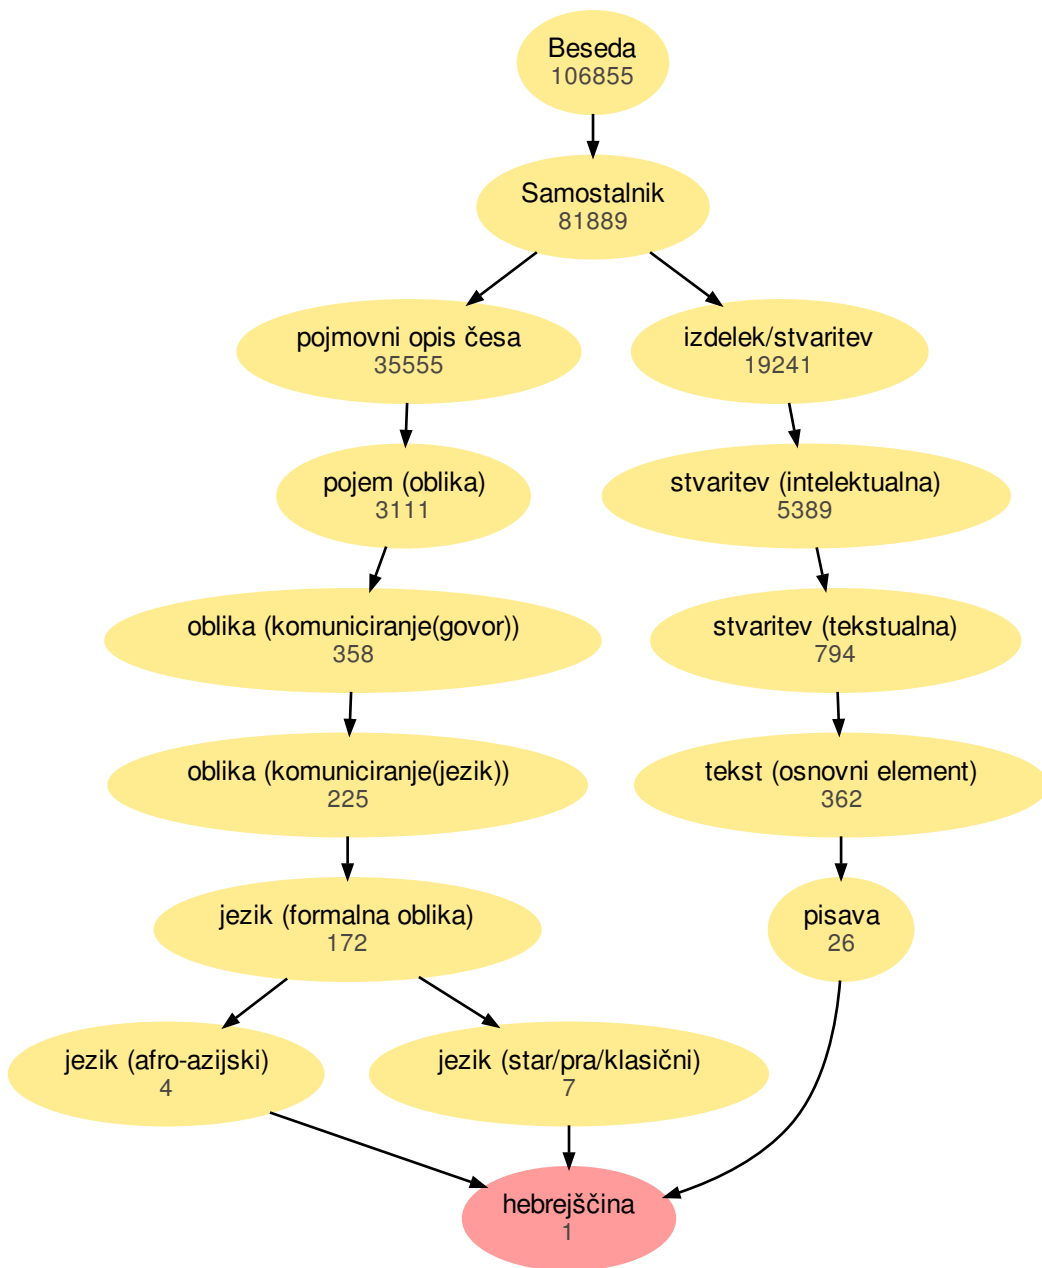 Beseda
106855
Samostalnik
81889
pojmovni opis česa
35555
izdelek/stvaritev
19241
pojem (oblika)
3111
stvaritev (intelektualna)
5389
oblika (komuniciranje(govor))
358
stvaritev (tekstualna)
794
oblika (komuniciranje(jezik))
225
tekst (osnovni element)
362
jezik (formalna oblika)
172
pisava
26
jezik (afro-azijski)
4
jezik (star/pra/klasični)
7
hebrejščina
1